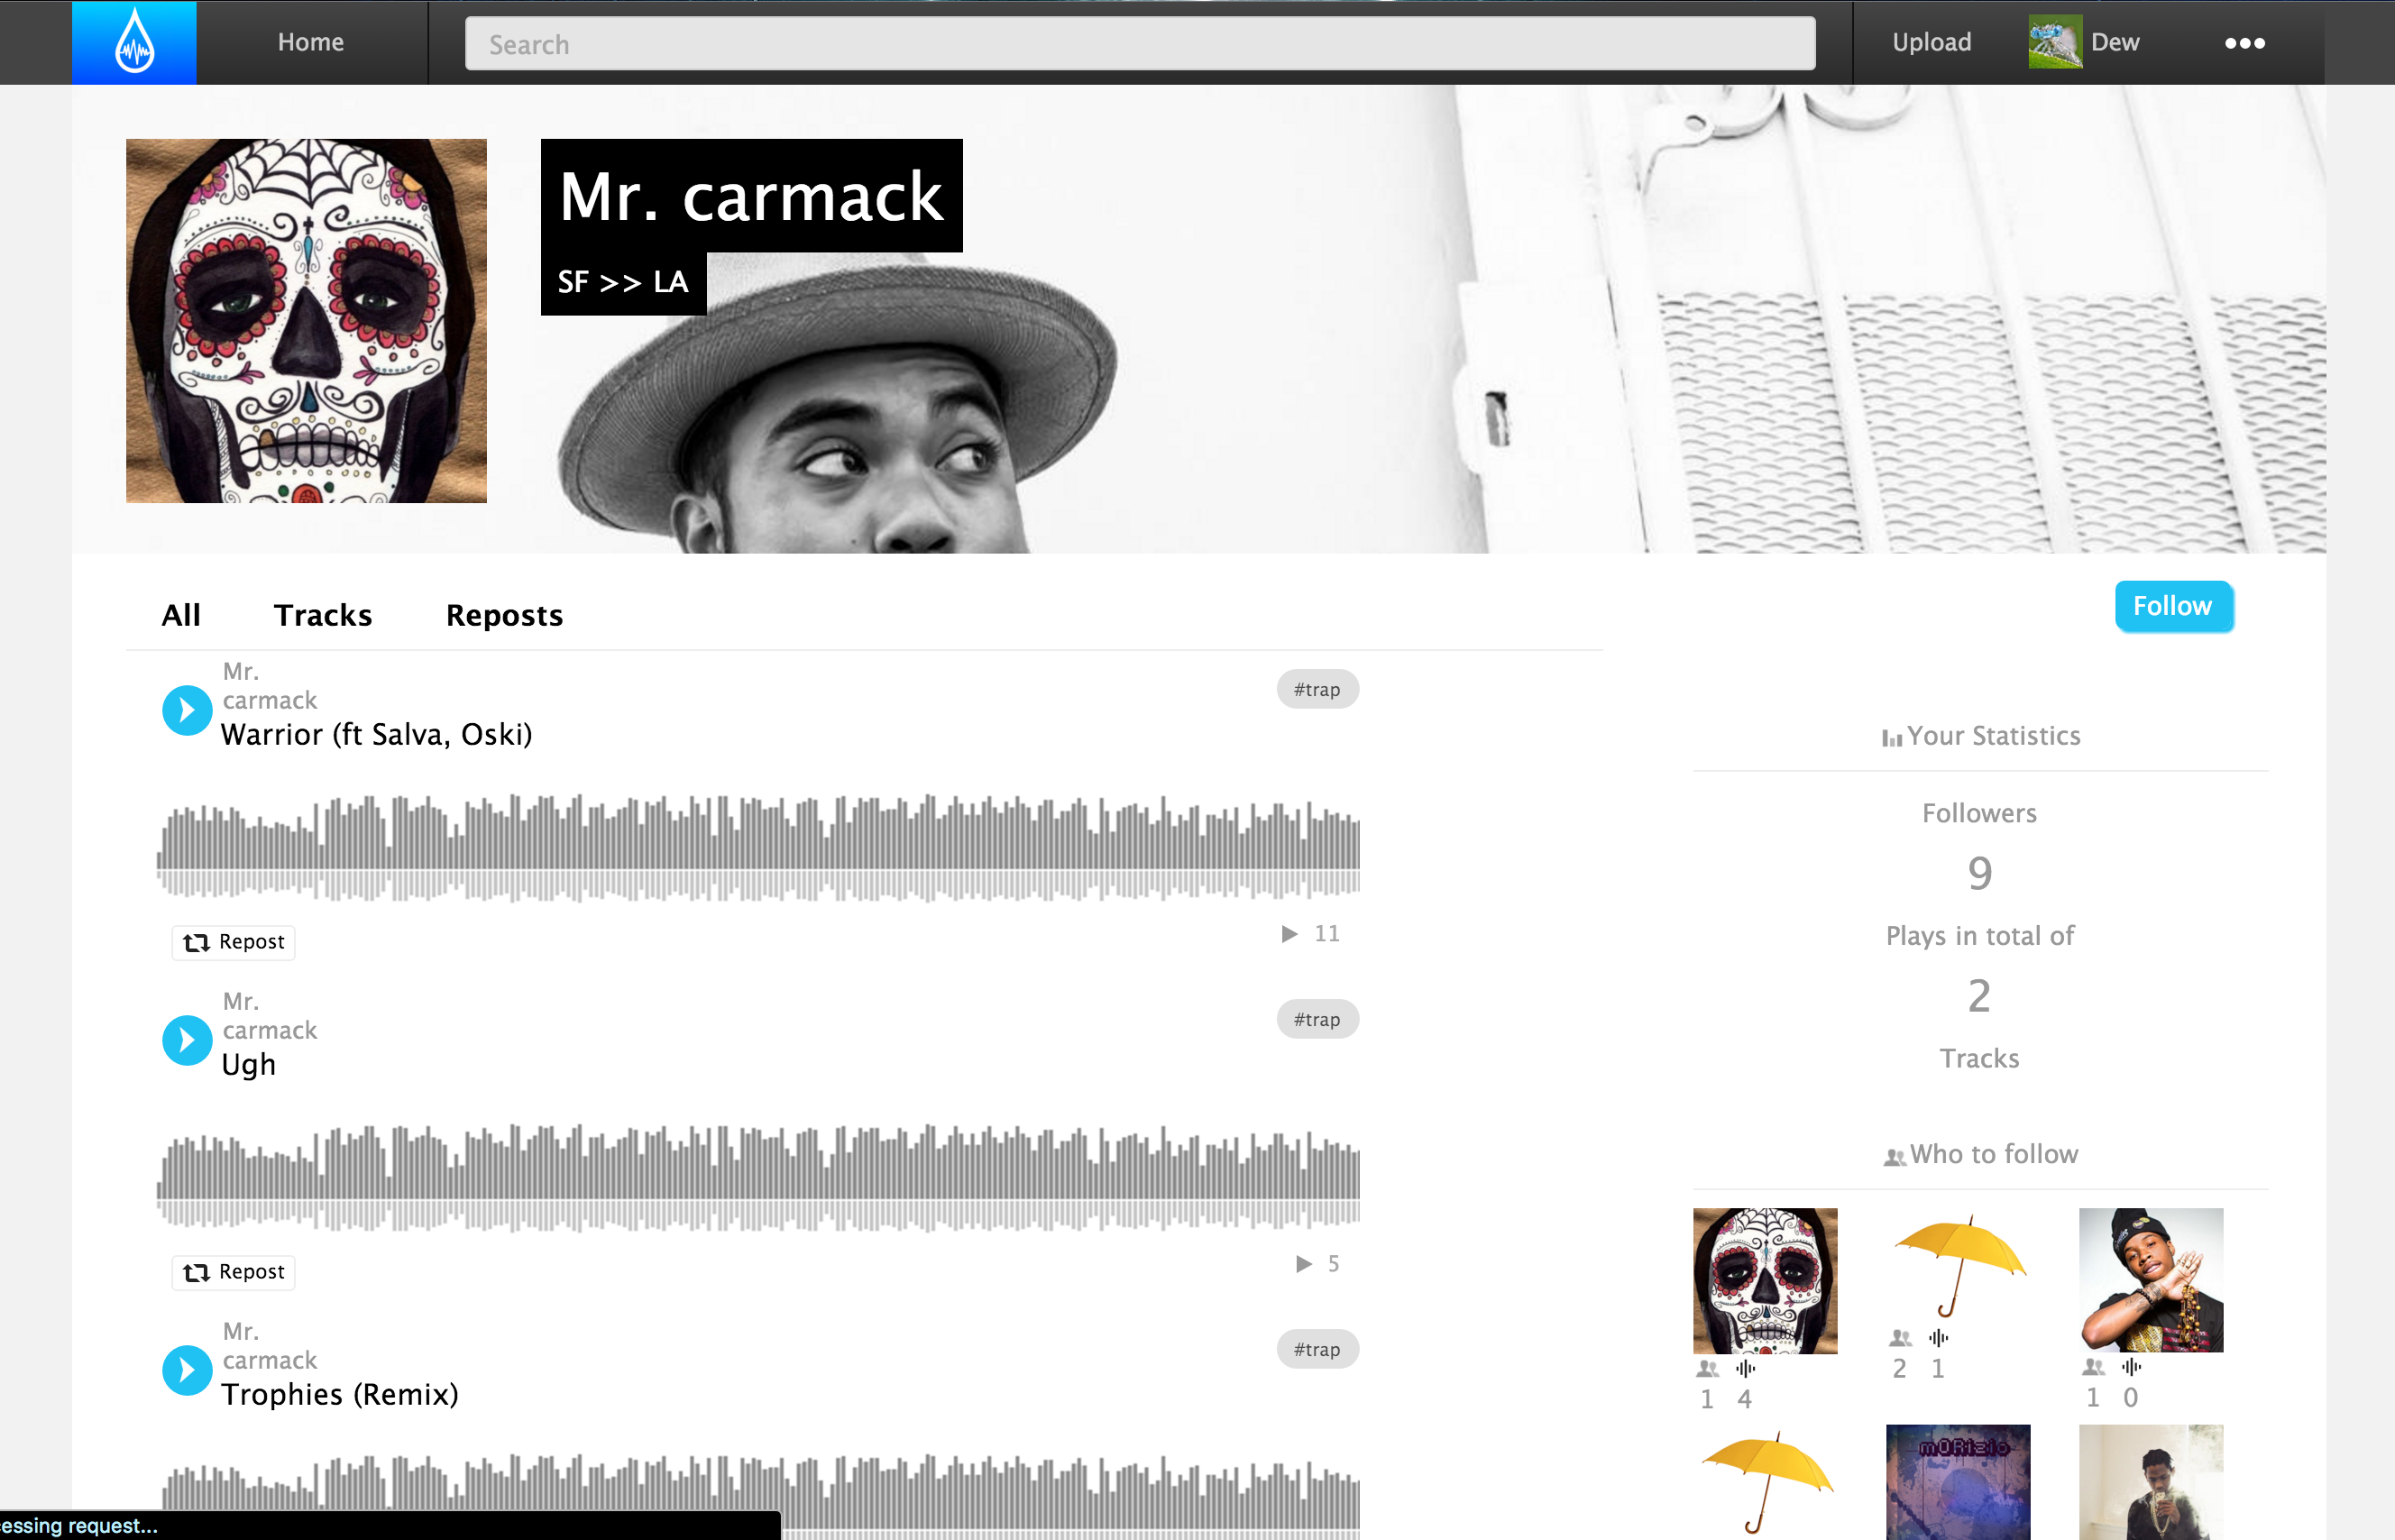 Home
Search
Upload
Dew
Mr. carmack
SF >> LA
All
Tracks
Reposts
Follow
Mr.
carmack
#trap
Warrior (ft Salva, Oski)
Repost
11
Mr.
carmack
#trap
Ugh
Repost
5
Mr.
carmack
#trap
Trophies (Remix)
Your Statistics
Followers
9
Plays in total of
2
Tracks
Who to follow
1 4
2 1
1 0
mORizio
essing request...